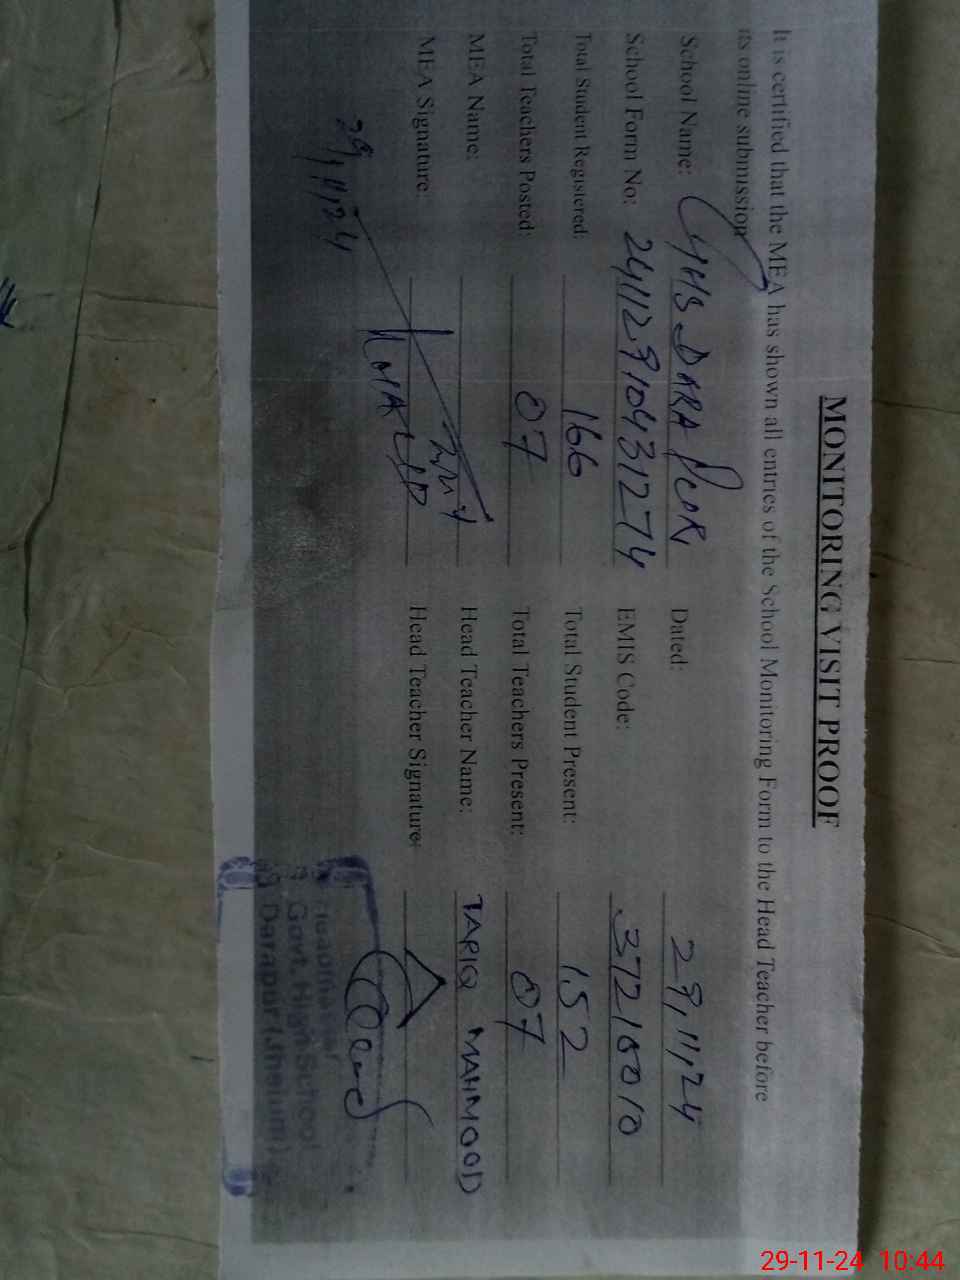 MONITORING VISIT PROOF
It is certified that the MEA has shown all entries of the School Monitoring Form to the Head Teacher before
its online submission
School Name: GHS DARA PUR Dated: 29,11,24
School Form No: 2411291043 12274 EMIS Code: 37210010
Total Student Registered: 166 Total Student Present: 152
Total Teachers Posted: 07 Total Teachers Present: 07
MEA Name: Head Teacher Name: TARIQ MAHMOOD
MEA Signature: Head Teacher Signature:
29,11,24
Govt. High School
Darapur (Jhelum)
29-11-24 10:44